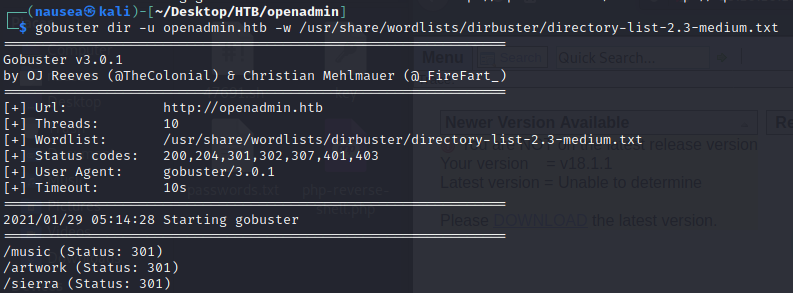 ┌──(nausea㉿kali)-[~/Desktop/HTB/openadmin]
└─$ gobuster dir -u openadmin.htb -w /usr/share/wordlists/dirbuster/directory-list-2.3-medium.txt
===============================================================
Gobuster v3.0.1
by OJ Reeves (@TheColonial) & Christian Mehlmauer (@_FireFart_)
===============================================================
[+] Url:            http://openadmin.htb
[+] Threads:        10
[+] Wordlist:       /usr/share/wordlists/dirbuster/directory-list-2.3-medium.txt
[+] Status codes:   200,204,301,302,307,401,403
[+] User Agent:     gobuster/3.0.1
[+] Timeout:        10s
===============================================================
2021/01/29 05:14:28 Starting gobuster
===============================================================
/music (Status: 301)
/artwork (Status: 301)
/sierra (Status: 301)
Menu
Quick Search...
Newer Version Available
latest release version
Your version = v18.1.1
Latest version = Unable to determine
Please DOWNLOAD the latest version.
php-reverse-